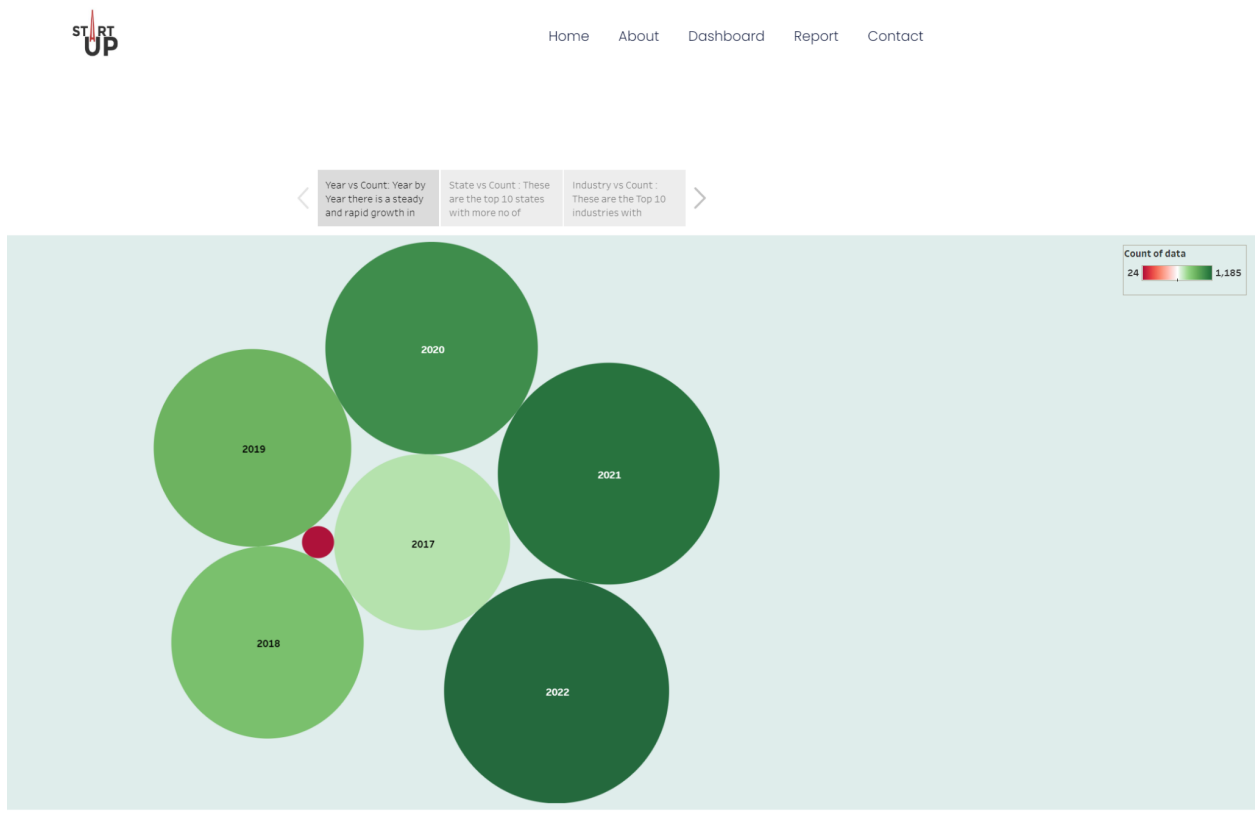 START
UP
Home About Dashboard Report Contact
Year vs Count: Year by
Year there is a steady
and rapid growth in
State vs Count : These
are the top 10 states
with more no of
Industry vs Count :
These are the Top 10
industries with
Count of data
24 1,185
2020
2019
2021
2017
2018
2022